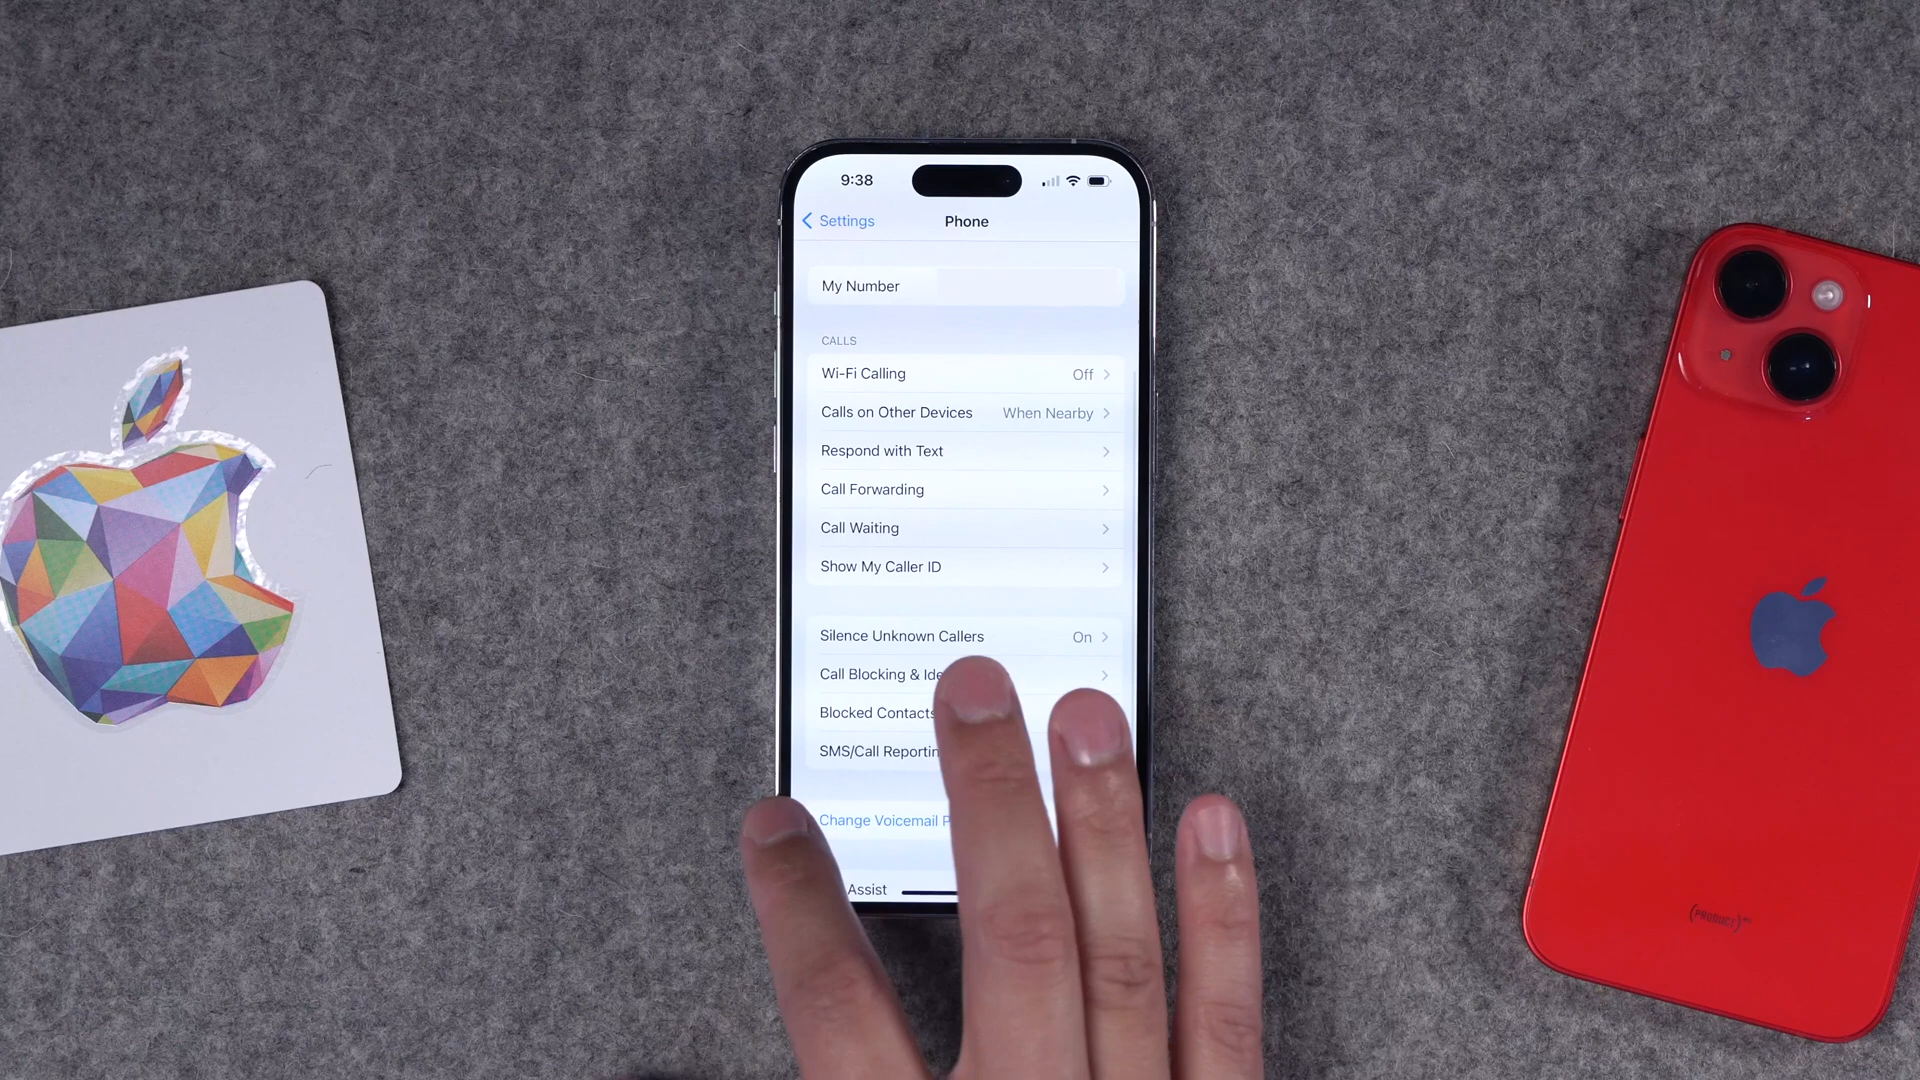 9:38
Settings
Phone
My Number
CALLS
Wi-Fi Calling Off
Calls on Other Devices When Nearby
Respond with Text
Call Forwarding
Call Waiting
Show My Caller ID
Silence Unknown Callers On
Call Blocking &
Blocked Contacts
SMS/Call
Change Voicemail
Assist
(PRODUCT)